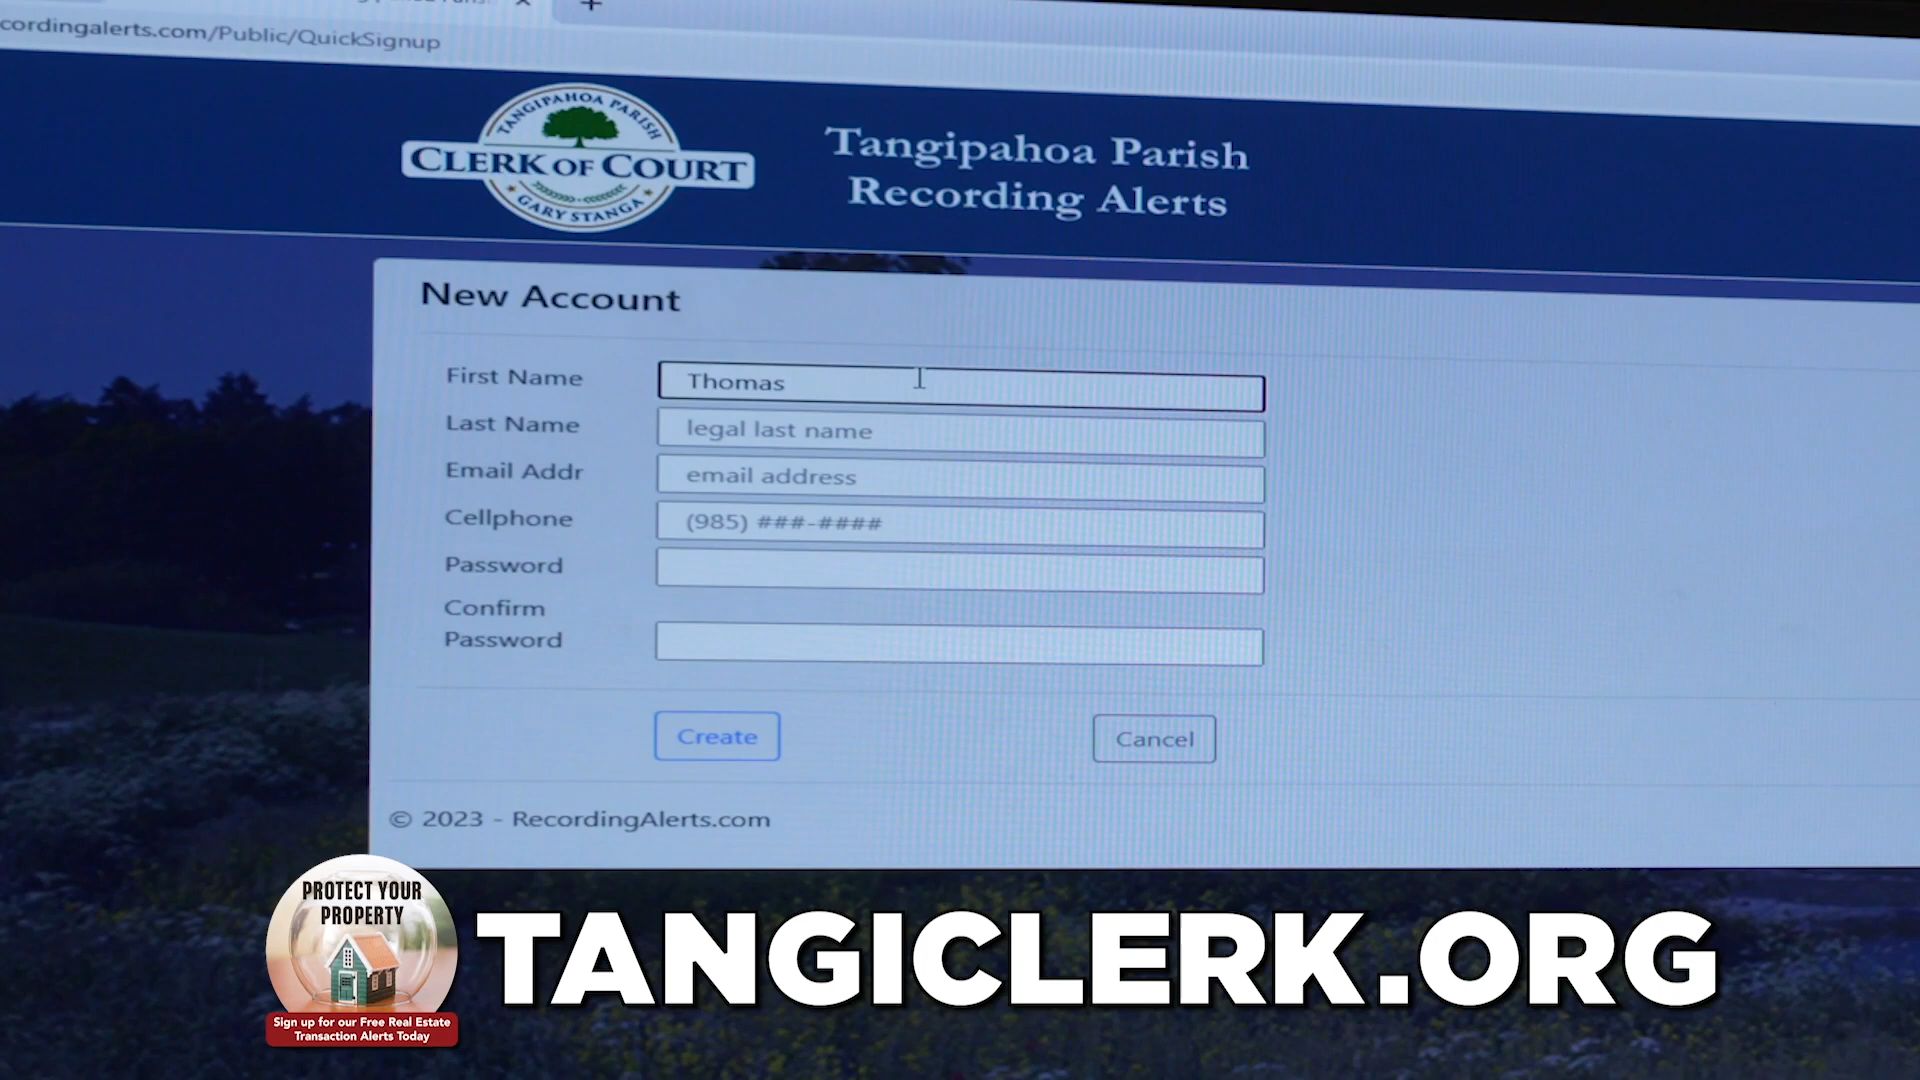 cordingalerts.com/Public/QuickSignup
TANGIPAHOA PARISH
CLERK OF COURT
GARY STANGA
Tangipahoa Parish
Recording Alerts
New Account
First Name
Thomas
Last Name
legal last name
Email Addr
email address
Cellphone
(985) ###-####
Password
Confirm
Password
Create
Cancel
© 2023 - RecordingAlerts.com
PROTECT YOUR
PROPERTY
Sign up for our Free Real Estate
Transaction Alerts Today
TANGICLERK.ORG